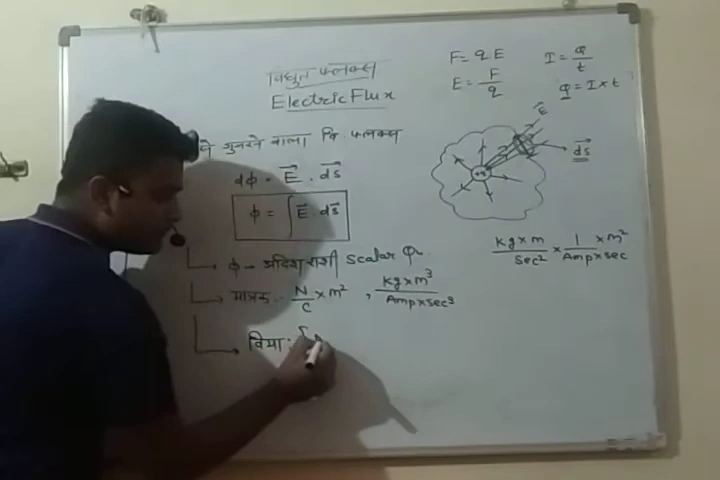 विद्युत फ्लक्स
Electric Flux
F = qE
E = F/q
I = Q/t
Q = I×t
से गुजरने वाला वि. फ्लक्स
dϕ = E⃗ . ds⃗
ϕ = ∫ E⃗ . ds⃗
E⃗
ds⃗
+q
ϕ → अदिश राशी Scalar Q.
मात्रक :- N/C × m², Kg×m³/Amp×sec³
Kg×m/sec² × 1/Amp×sec × m²
विमा :- [